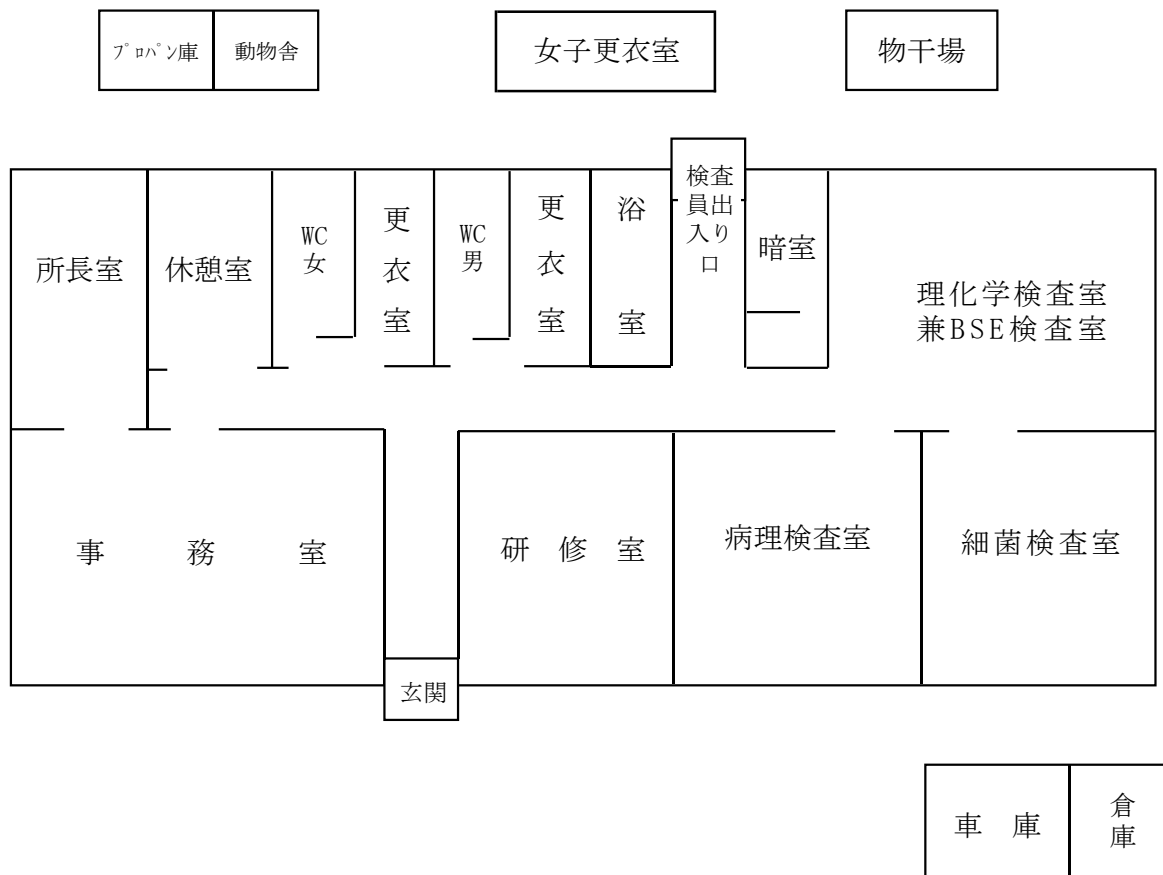 ﾌﾟﾛﾊﾟﾝ庫
動物舎
女子更衣室
物干場
所長室
休憩室
WC
女
更
衣
室
WC
男
更
衣
室
浴
室
検査
員出
入り
口
暗室
理化学検査室
兼BSE検査室
事　務　室
研　修　室
病理検査室
細菌検査室
玄関
車　庫
倉
庫